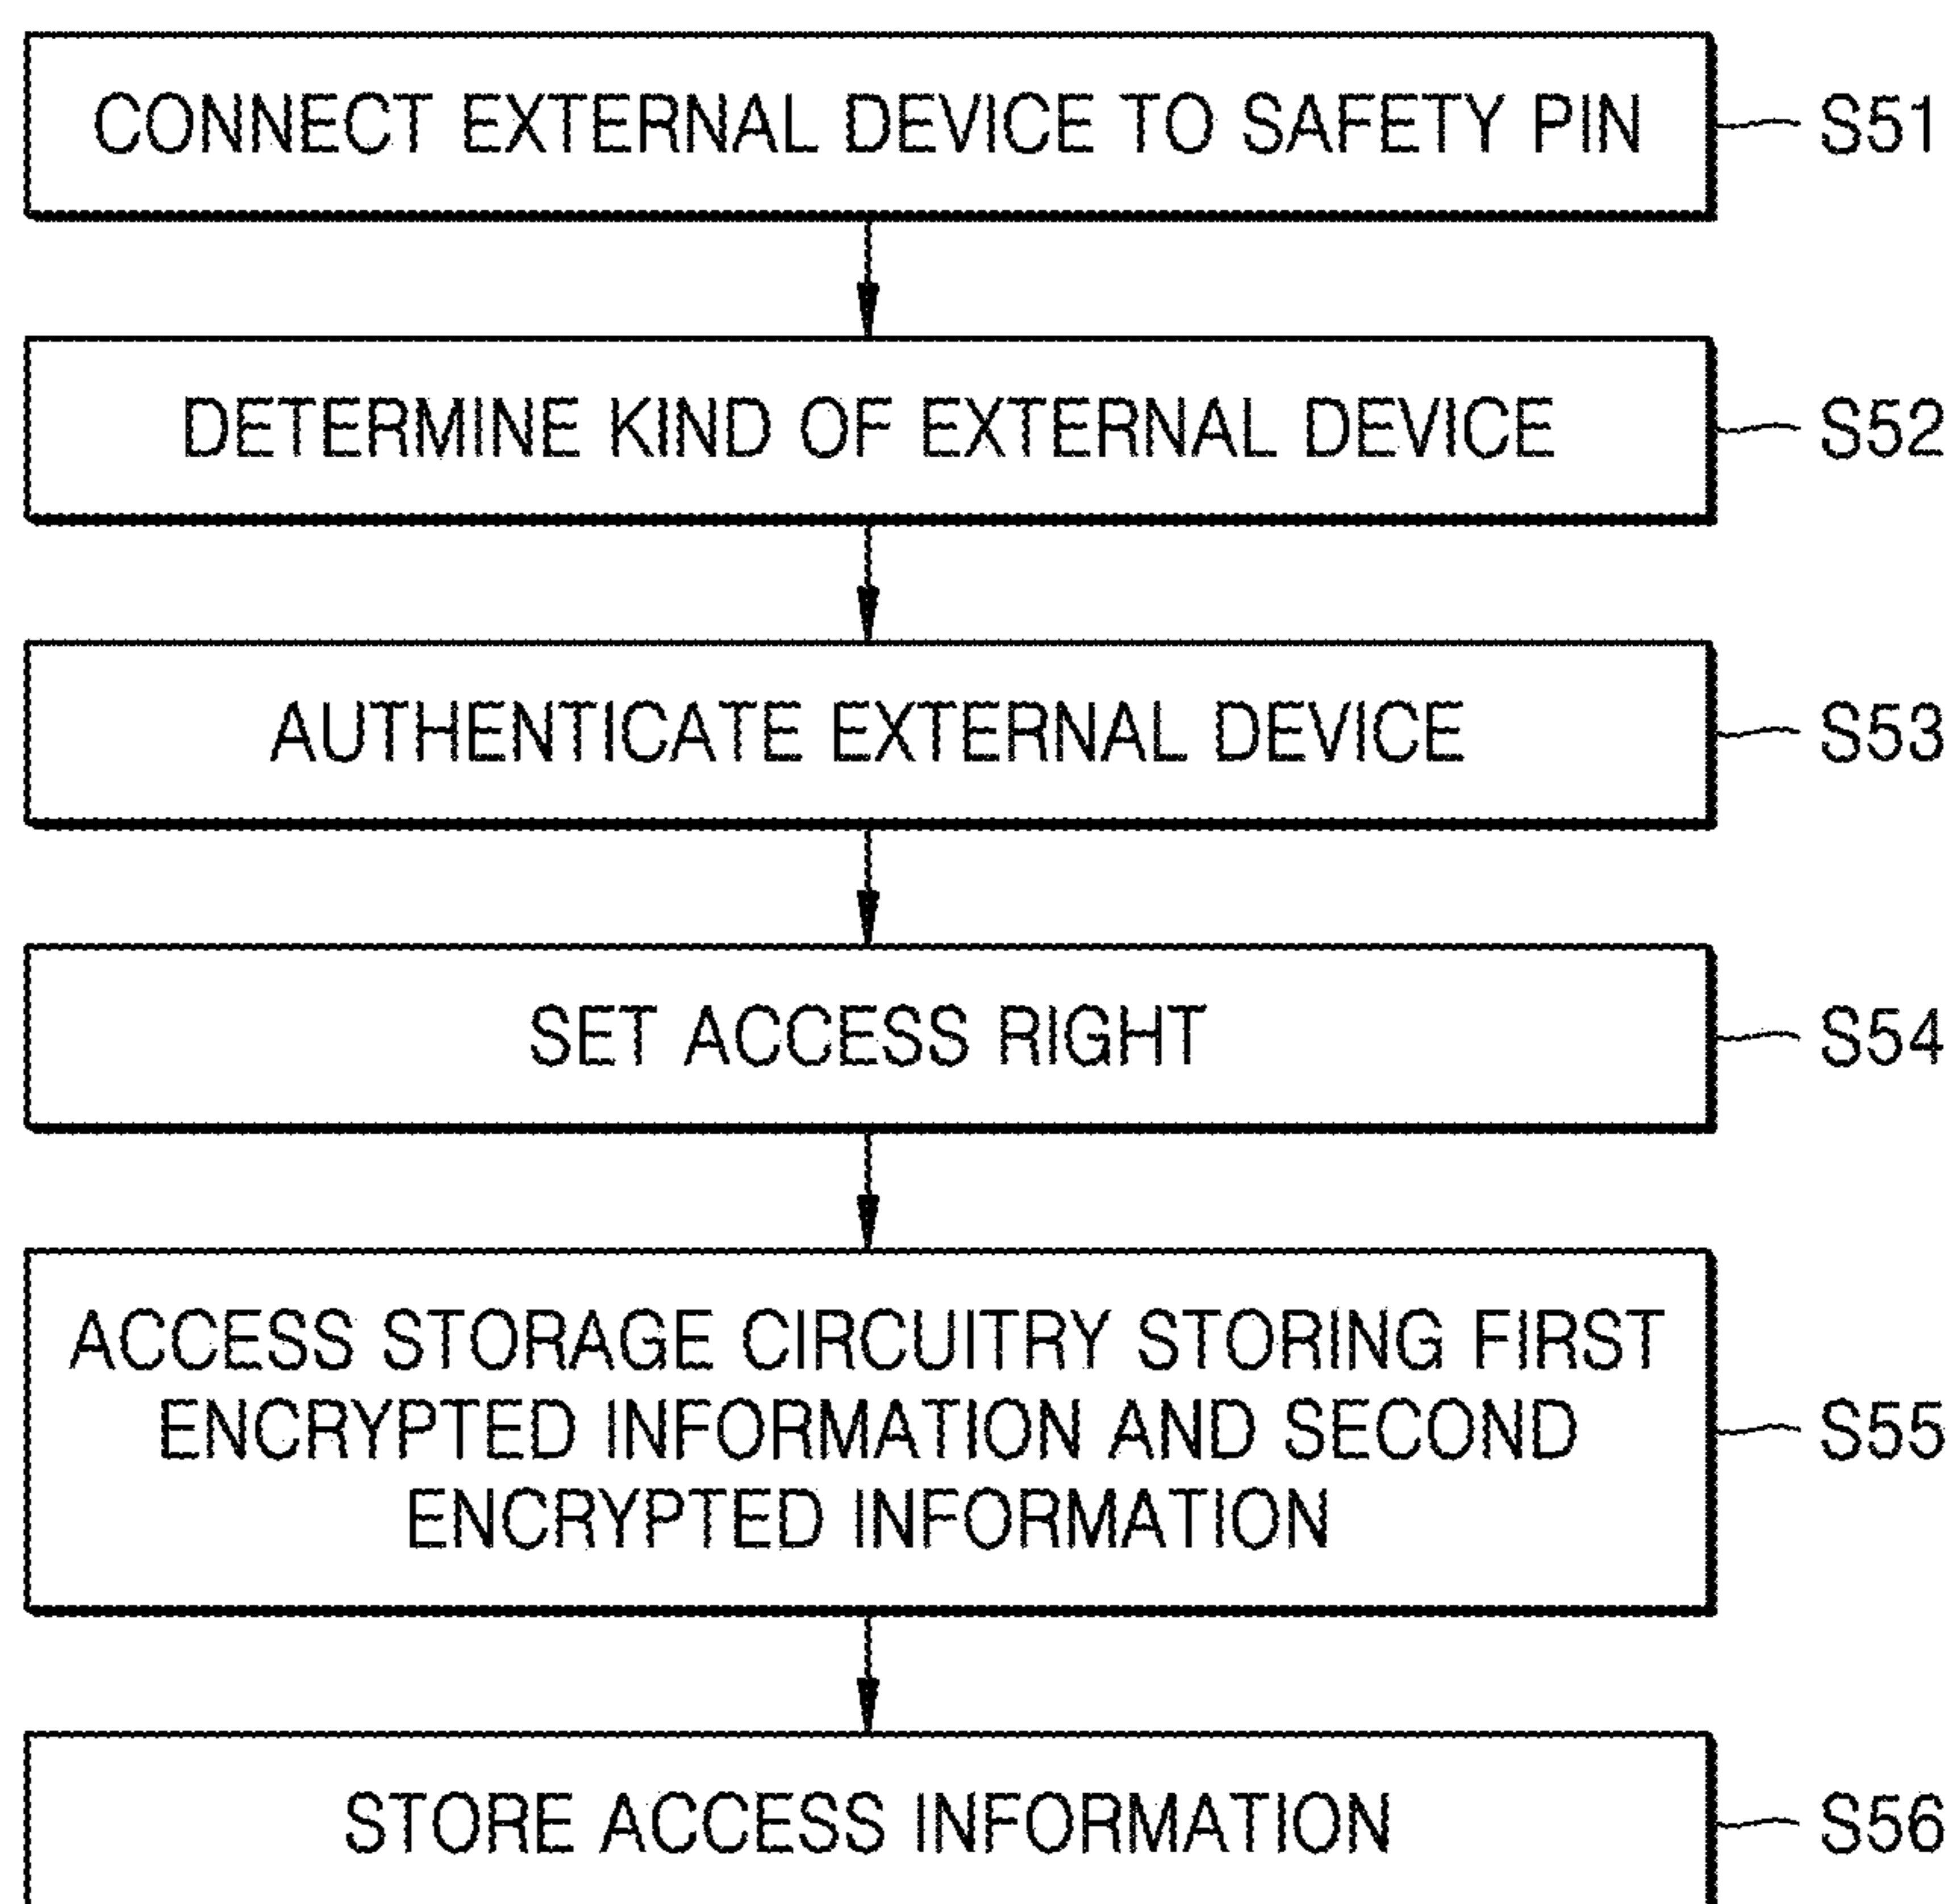 CONNECT EXTERNAL DEVICE TO SAFETY PIN S51
DETERMINE KIND OF EXTERNAL DEVICE S52
AUTHENTICATE EXTERNAL DEVICE S53
SET ACCESS RIGHT S54
ACCESS STORAGE CIRCUITRY STORING FIRST
ENCRYPTED INFORMATION AND SECOND S55
ENCRYPTED INFORMATION
STORE ACCESS INFORMATION S56